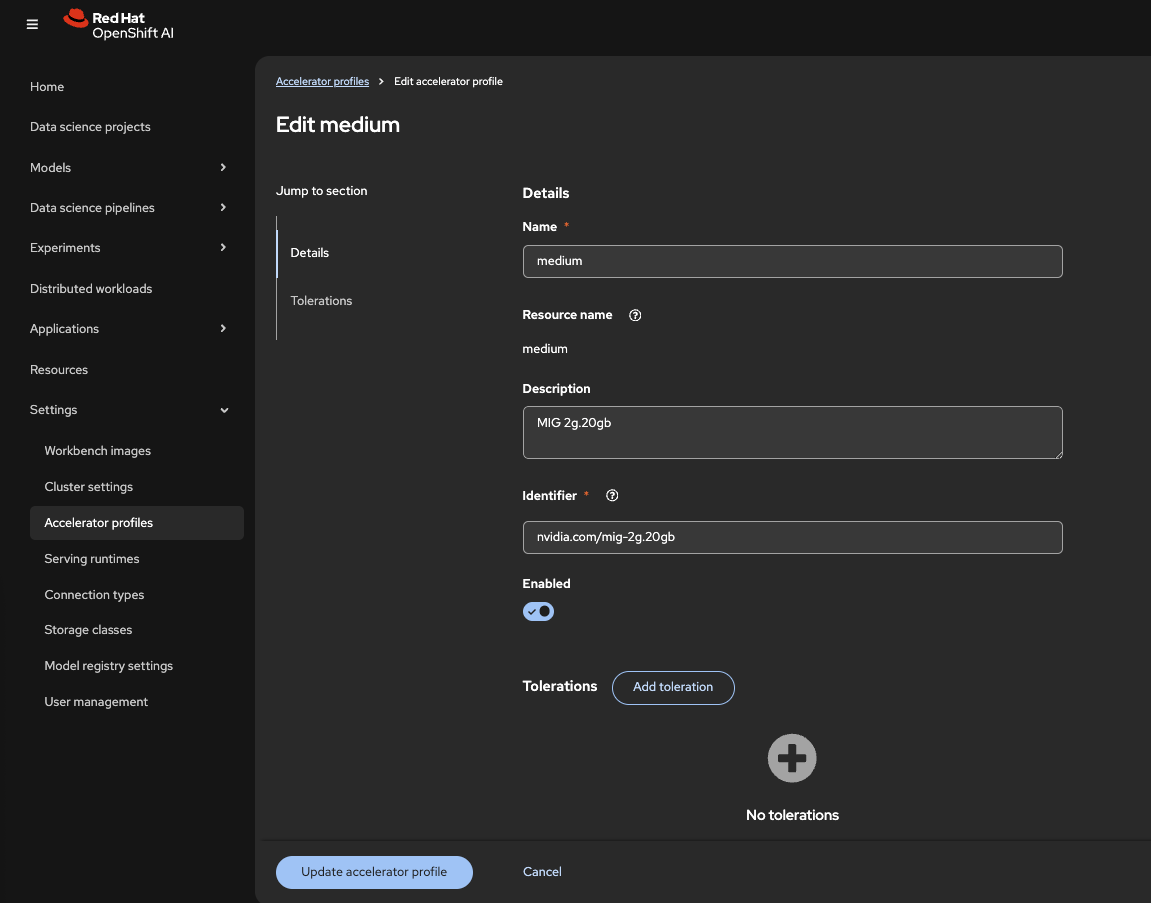 Red Hat
OpenShift AI
Home
Data science projects
Models
Data science pipelines
Experiments
Distributed workloads
Applications
Resources
Settings
Workbench images
Cluster settings
Accelerator profiles
Serving runtimes
Connection types
Storage classes
Model registry settings
User management
Accelerator profiles > Edit accelerator profile
Edit medium
Jump to section
Details
Tolerations
Details
Name *
medium
Resource name ?
medium
Description
MIG 2g.20gb
Identifier * ?
nvidia.com/mig-2g.20gb
Enabled
Tolerations Add toleration
No tolerations
Update accelerator profile Cancel